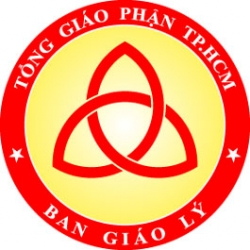 TỔNG GIÁO PHẬN TP.HCM
BAN GIÁO LÝ